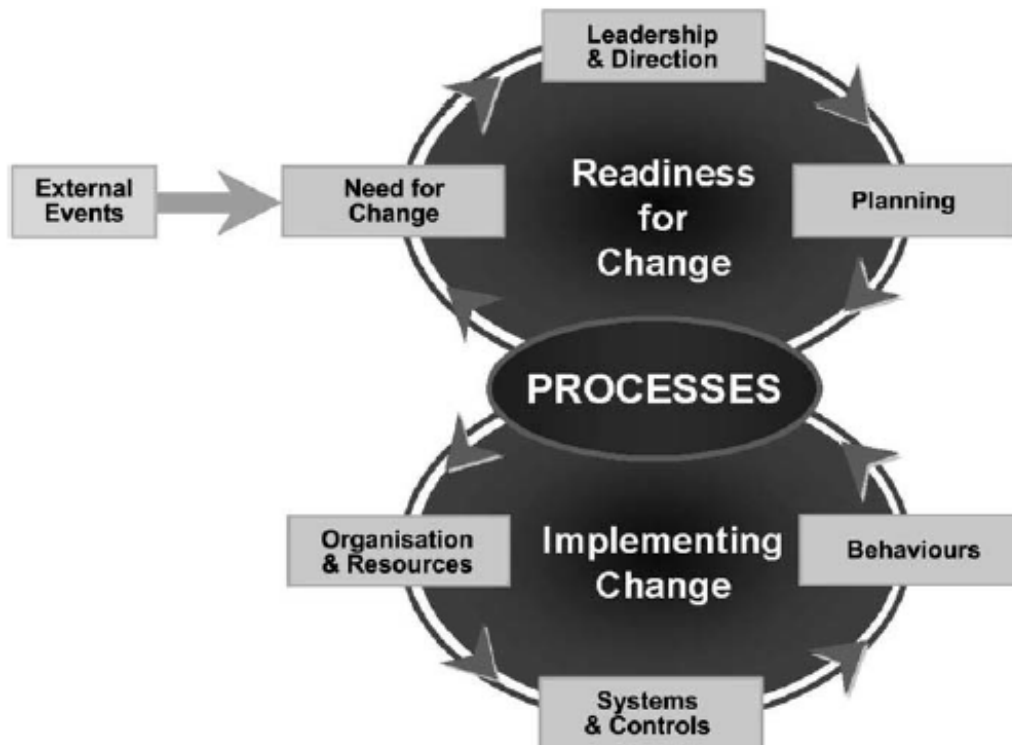 Leadership
& Direction
External
Events
Need for
Change
Readiness
for
Change
Planning
PROCESSES
Organisation
& Resources
Implementing
Change
Behaviours
Systems
& Controls